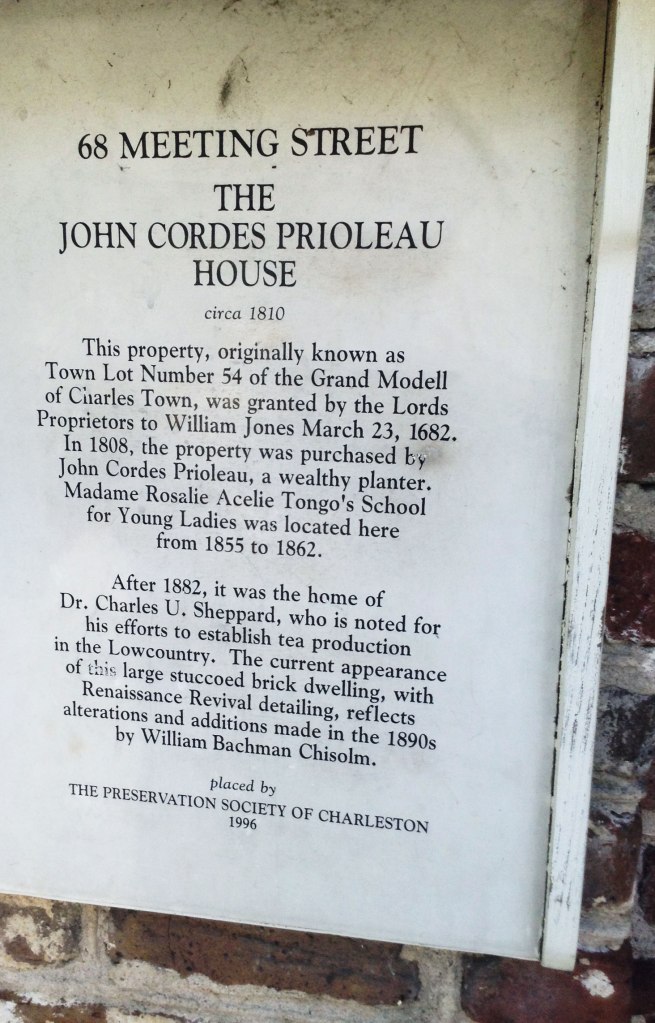 68 MEETING STREET
THE
JOHN CORDES PRIOLEAU
HOUSE
circa 1810
This property, originally known as
Town Lot Number 54 of the Grand Modell
of Charles Town, was granted by the Lords
Proprietors to William Jones March 23, 1682.
In 1808, the property was purchased by
John Cordes Prioleau, a wealthy planter.
Madame Rosalie Acelie Tongo's School
for Young Ladies was located here
from 1855 to 1862.
After 1882, it was the home of
Dr. Charles U. Sheppard, who is noted for
his efforts to establish tea production
in the Lowcountry. The current appearance
of this large stuccoed brick dwelling, with
Renaissance Revival detailing, reflects
alterations and additions made in the 1890s
by William Bachman Chisolm.
placed by
THE PRESERVATION SOCIETY OF CHARLESTON
1996